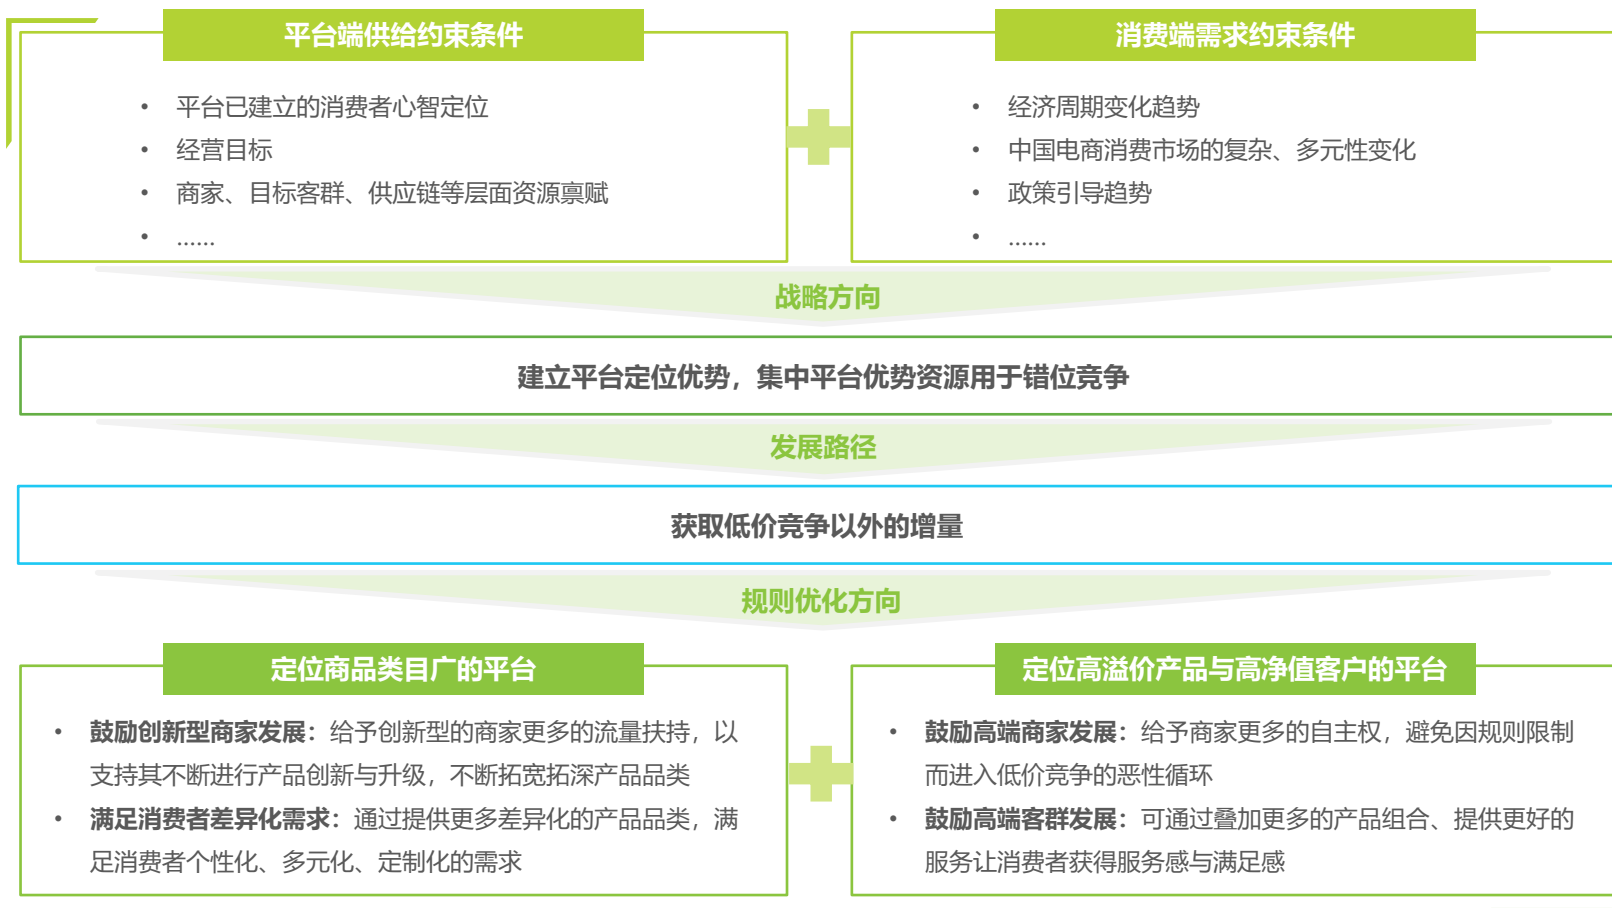 平台端供给约束条件
• 平台已建立的消费者心智定位
• 经营目标
• 商家、目标客群、供应链等层面资源禀赋
• ……
消费端需求约束条件
• 经济周期变化趋势
• 中国电商消费市场的复杂、多元性变化
• 政策引导趋势
• ……
战略方向
建立平台定位优势，集中平台优势资源用于错位竞争
发展路径
获取低价竞争以外的增量
规则优化方向
定位商品类目广的平台
• 鼓励创新型商家发展：给予创新型的商家更多的流量扶持，以
支持其不断进行产品创新与升级，不断拓宽拓深产品品类
• 满足消费者差异化需求：通过提供更多差异化的产品品类，满
足消费者个性化、多元化、定制化的需求
定位高溢价产品与高净值客户的平台
• 鼓励高端商家发展：给予商家更多的自主权，避免因规则限制
而进入低价竞争的恶性循环
• 鼓励高端客群发展：可通过叠加更多的产品组合、提供更好的
服务让消费者获得服务感与满足感